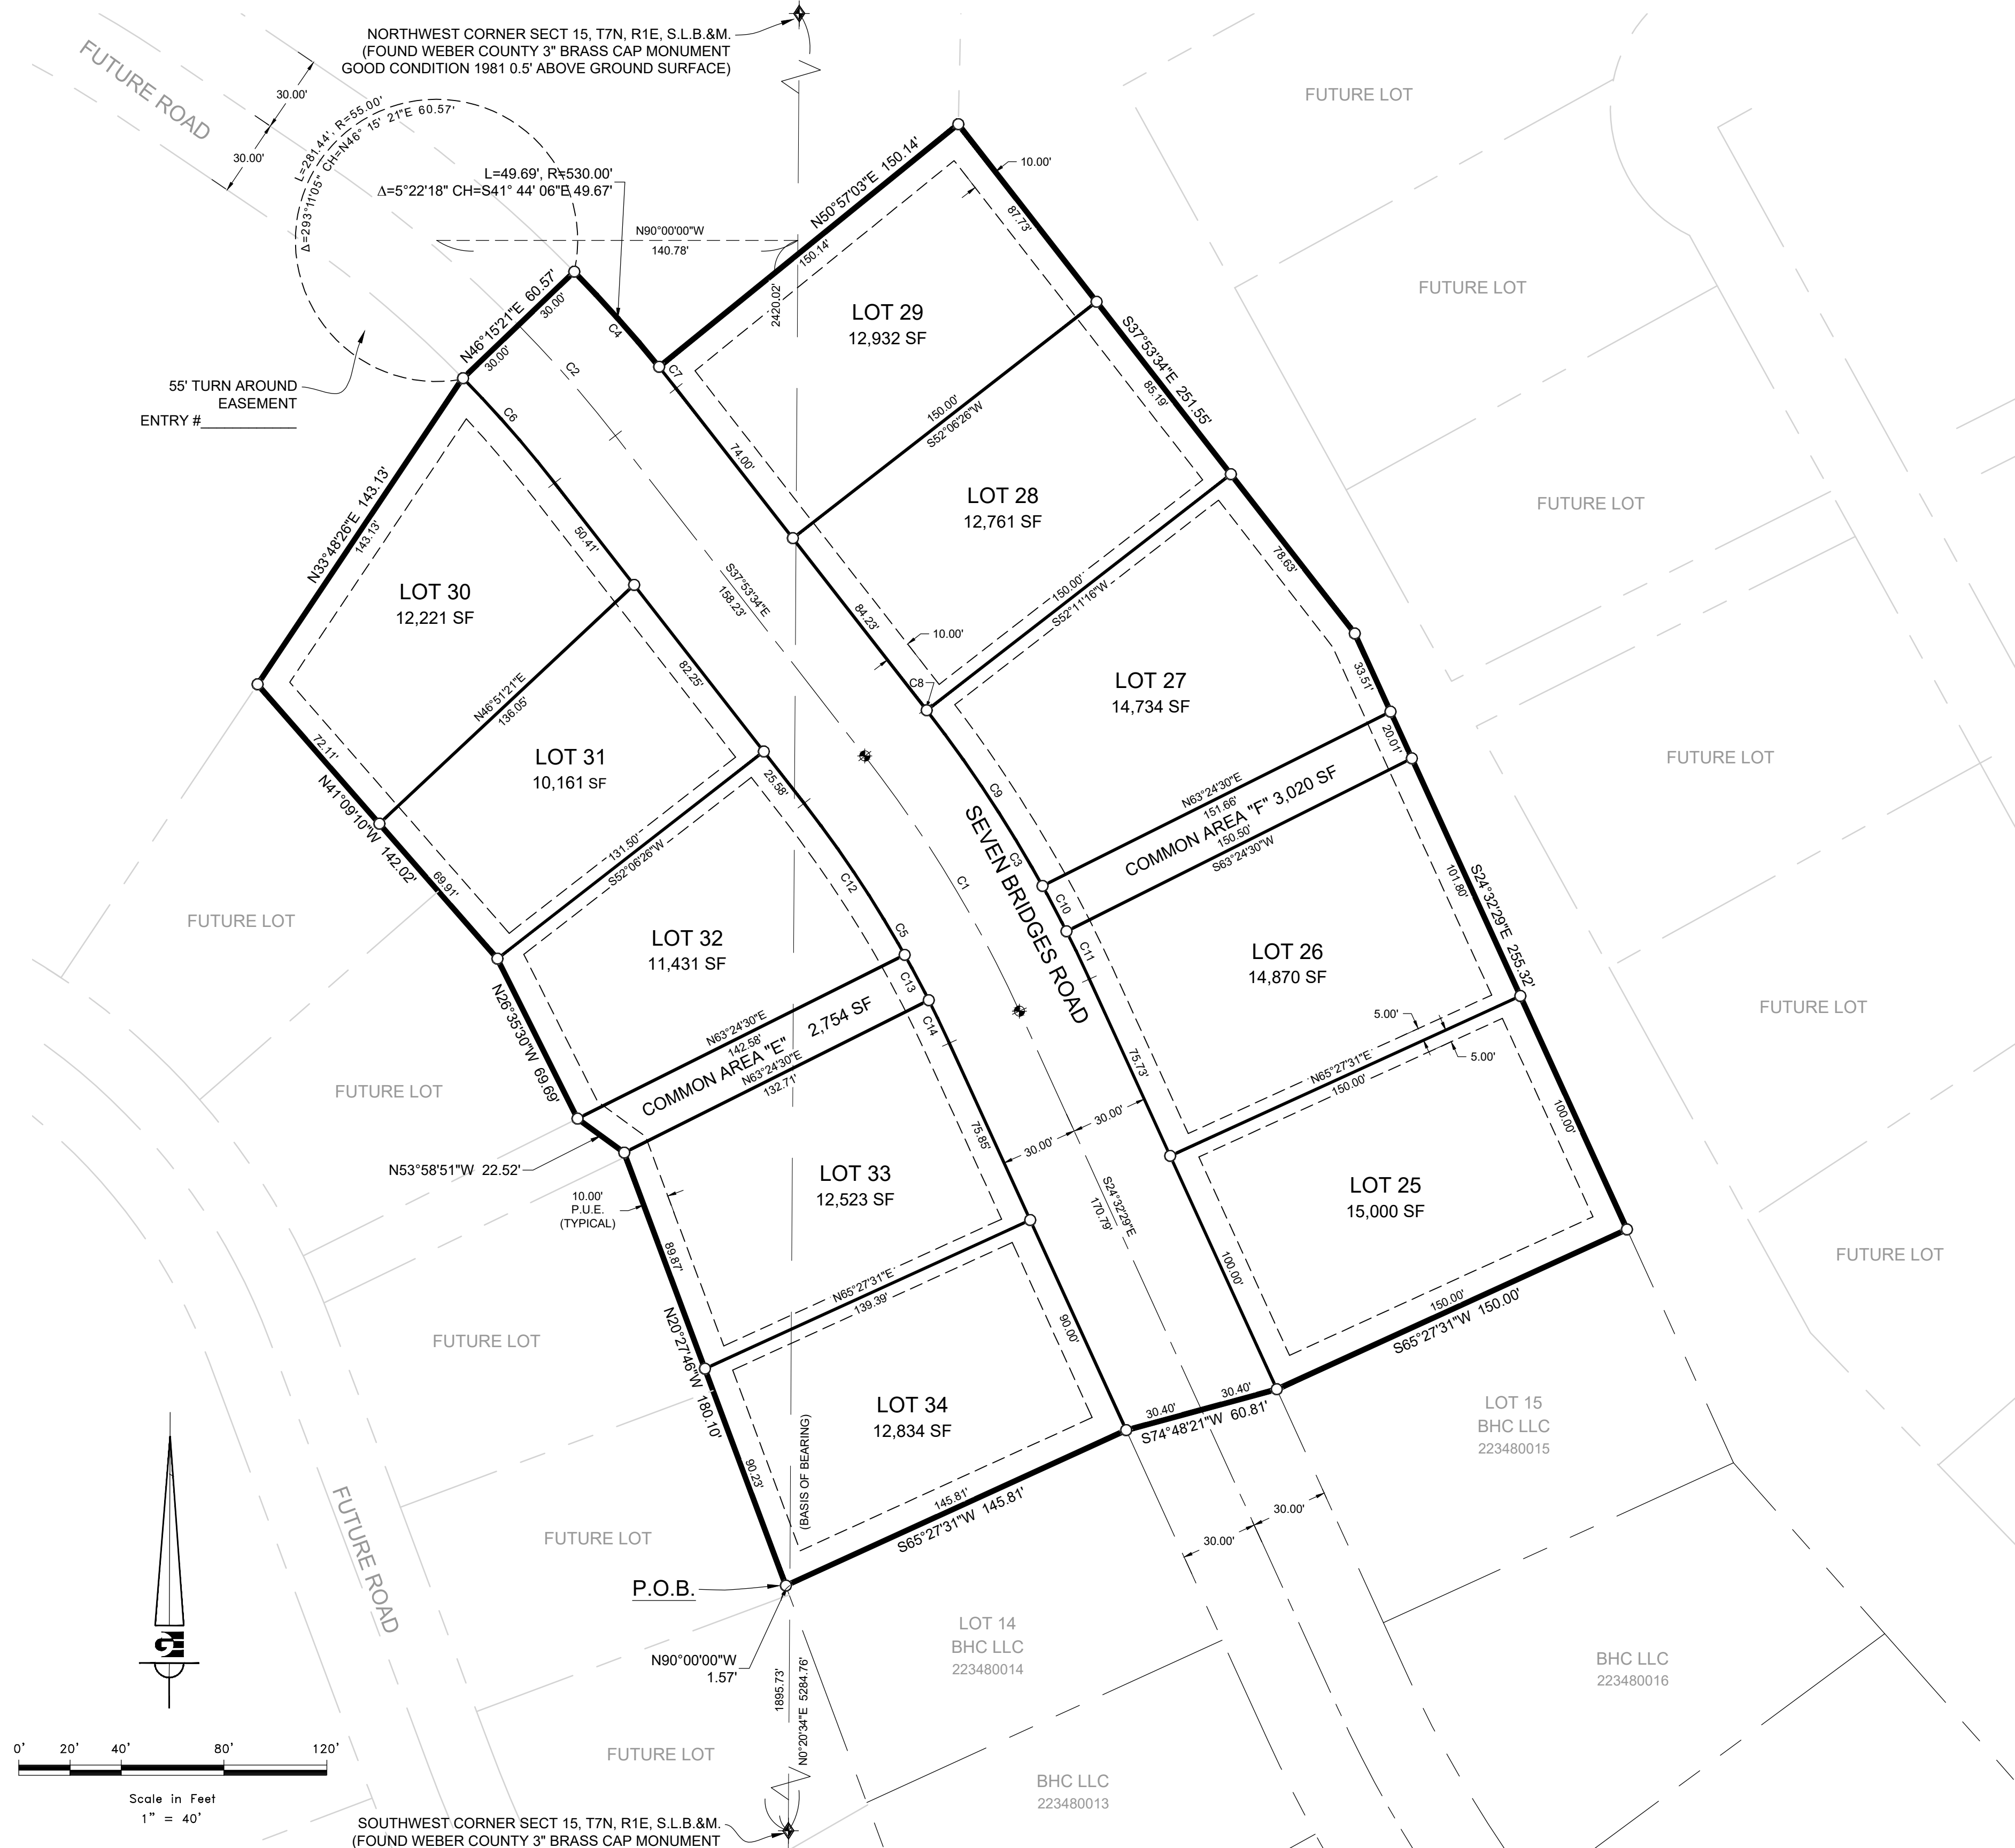 NORTHWEST CORNER SECT 15, T7N, R1E, S.L.B.&M.
(FOUND WEBER COUNTY 3" BRASS CAP MONUMENT
GOOD CONDITION 1981 0.5' ABOVE GROUND SURFACE)
FUTURE ROAD
30.00'
30.00'
L=281.44', R=55.00'
Δ=293°11'05" CH=N46° 15' 21"E 60.57'
L=49.69', R=530.00'
Δ=5°22'18" CH=S41° 44' 06"E 49.67'
N90°00'00"W
140.78'
2420.02'
N50°57'03"E 150.14'
150.14'
10.00'
87.73'
FUTURE LOT
FUTURE LOT
FUTURE LOT
FUTURE LOT
FUTURE LOT
FUTURE LOT
N46°15'21"E 60.57'
30.00'
30.00'
C4
C2
C7
C6
55' TURN AROUND
EASEMENT
ENTRY #____________
LOT 29
12,932 SF
S37°53'34"E 251.55'
85.19'
150.00'
S52°06'26"W
74.00'
LOT 28
12,761 SF
150.00'
S52°11'16"W
84.23'
10.00'
C8
78.63'
33.51'
N33°48'26"E 143.13'
143.13'
50.41'
LOT 30
12,221 SF
S37°53'34"E
158.23'
N46°51'21"E
136.05'
82.25'
72.11'
N41°09'10"W 142.02'
69.91'
LOT 31
10,161 SF
131.50'
S52°06'26"W
25.58'
LOT 27
14,734 SF
C9
C3
C1
N63°24'30"E
151.66'
COMMON AREA "F" 3,020 SF
150.50'
S63°24'30"W
20.01'
SEVEN BRIDGES ROAD
C10
C11
101.80'
S24°32'29"E 255.32'
LOT 32
11,431 SF
C12
C5
C13
C14
N26°35'30"W 69.69'
N63°24'30"E
142.58'
COMMON AREA "E" 2,754 SF
N63°24'30"E
132.71'
LOT 26
14,870 SF
75.73'
5.00'
5.00'
N65°27'31"E
150.00'
100.00'
FUTURE LOT
FUTURE LOT
N53°58'51"W 22.52'
10.00'
P.U.E.
(TYPICAL)
30.00'
30.00'
75.85'
LOT 33
12,523 SF
89.87'
S24°32'29"E
170.79'
LOT 25
15,000 SF
100.00'
150.00'
S65°27'31"W 150.00'
N65°27'31"E
139.39'
N20°27'46"W 180.10'
90.00'
90.23'
LOT 34
12,834 SF
30.40'
30.40'
S74°48'21"W 60.81'
145.81'
S65°27'31"W 145.81'
(BASIS OF BEARING)
FUTURE LOT
FUTURE LOT
FUTURE LOT
FUTURE ROAD
30.00'
30.00'
LOT 15
BHC LLC
223480015
P.O.B.
N90°00'00"W
1.57'
1895.73'
N0°20'34"E 5284.76'
LOT 14
BHC LLC
223480014
BHC LLC
223480016
BHC LLC
223480013
0' 20' 40' 80' 120'
Scale in Feet
1" = 40'
SOUTHWEST CORNER SECT 15, T7N, R1E, S.L.B.&M.
(FOUND WEBER COUNTY 3" BRASS CAP MONUMENT